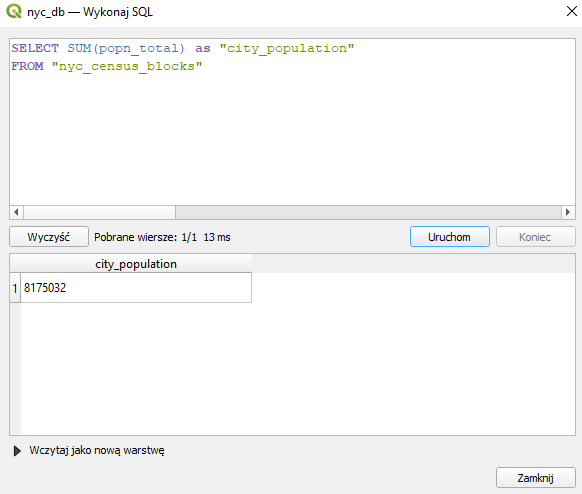 nyc_db — Wykonaj SQL
SELECT SUM(popn_total) as "city_population"
FROM "nyc_census_blocks"
Wyczyść Pobrane wiersze: 1/1 13 ms Uruchom Koniec
city_population
1 8175032
Wczytaj jako nową warstwę
Zamknij